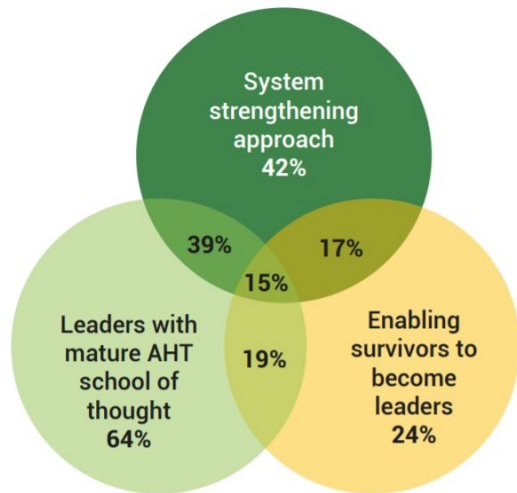 System
strengthening
approach
42%
39%
17%
15%
Leaders with
mature AHT
school of
thought
64%
19%
Enabling
survivors to
become
leaders
24%